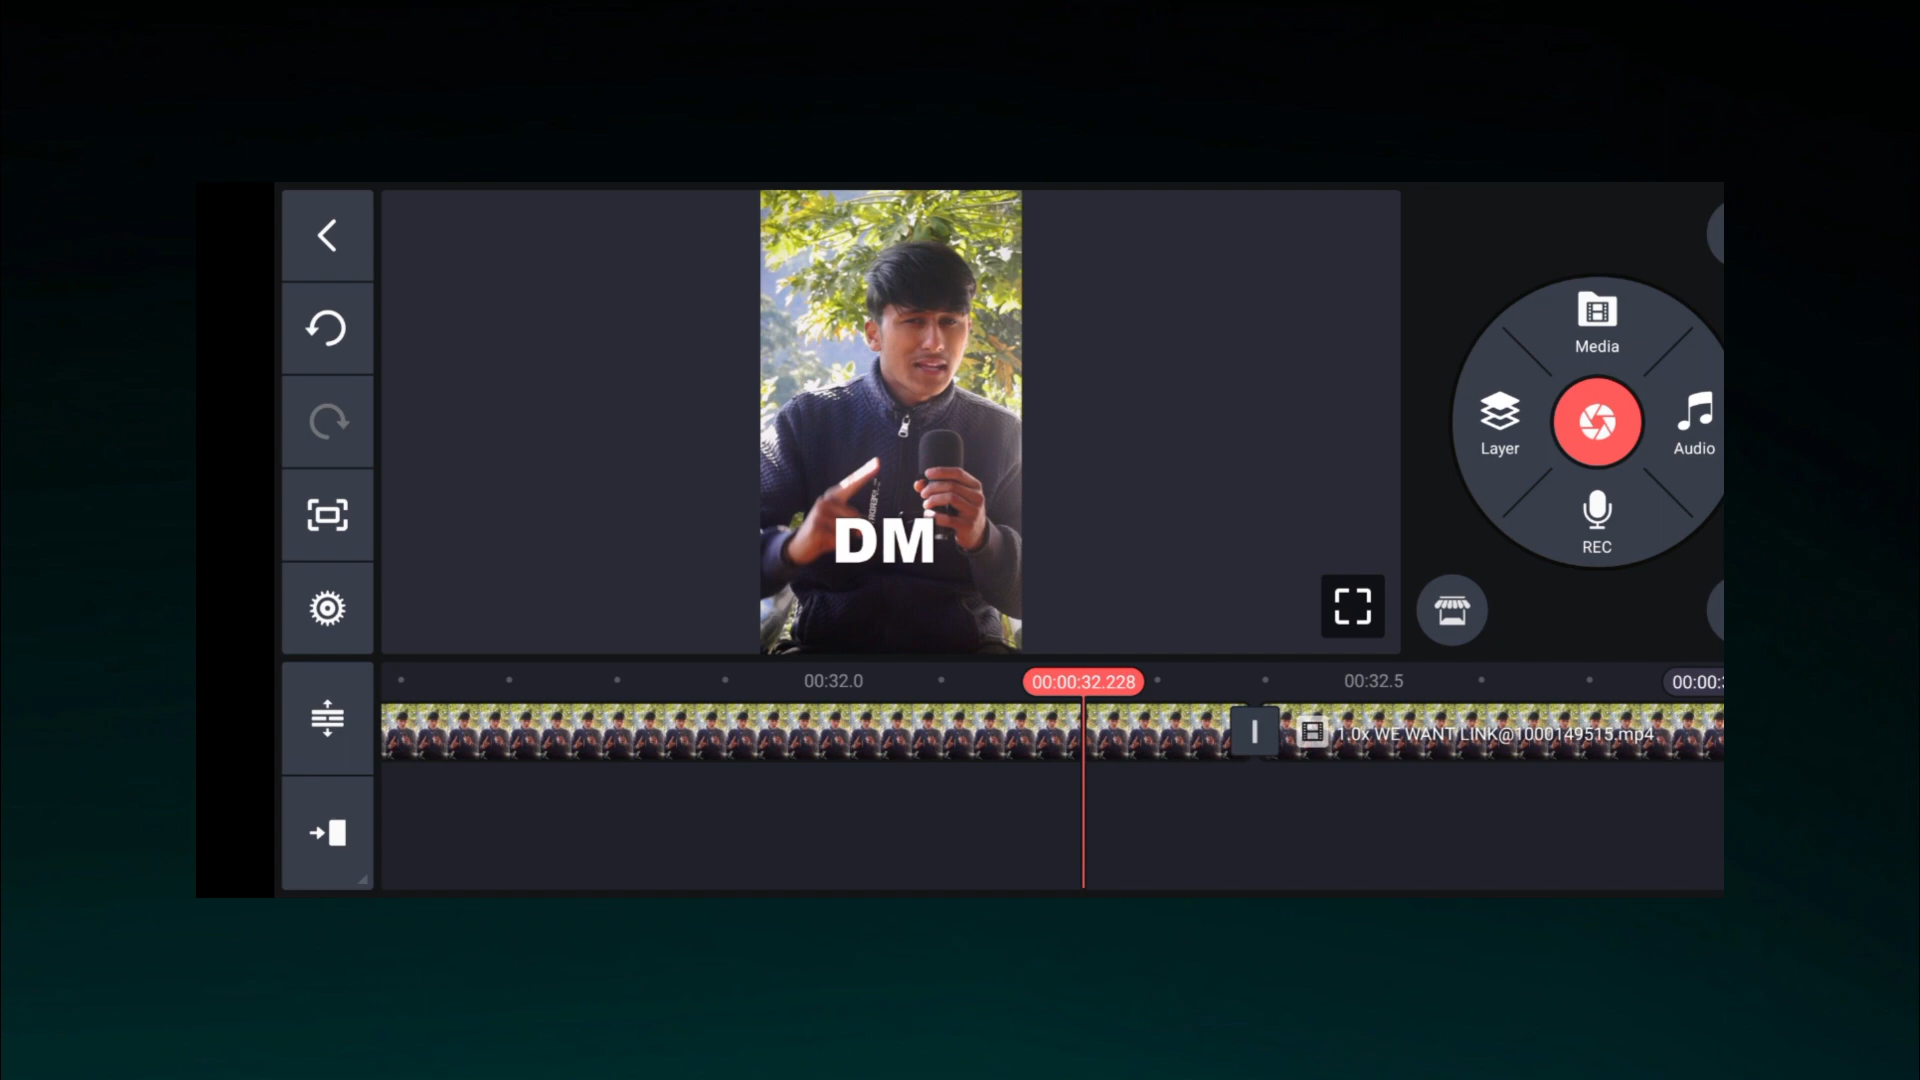 Media
Layer
Audio
REC
DM
00:32.0
00:00:32.228
00:32.5
00:00:3
1.0x WE WANT LINK@1000149515.mp4